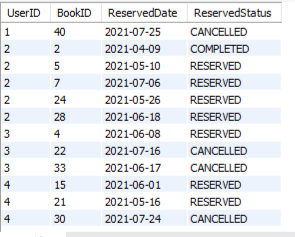 UserID BookID ReservedDate ReservedStatus
1 40 2021-07-25 CANCELLED
2 2 2021-04-09 COMPLETED
2 5 2021-05-10 RESERVED
2 7 2021-07-06 RESERVED
2 24 2021-05-26 RESERVED
2 28 2021-06-18 RESERVED
3 4 2021-06-08 RESERVED
3 22 2021-07-16 CANCELLED
3 33 2021-06-17 CANCELLED
4 15 2021-06-01 RESERVED
4 21 2021-05-16 RESERVED
4 30 2021-07-24 CANCELLED